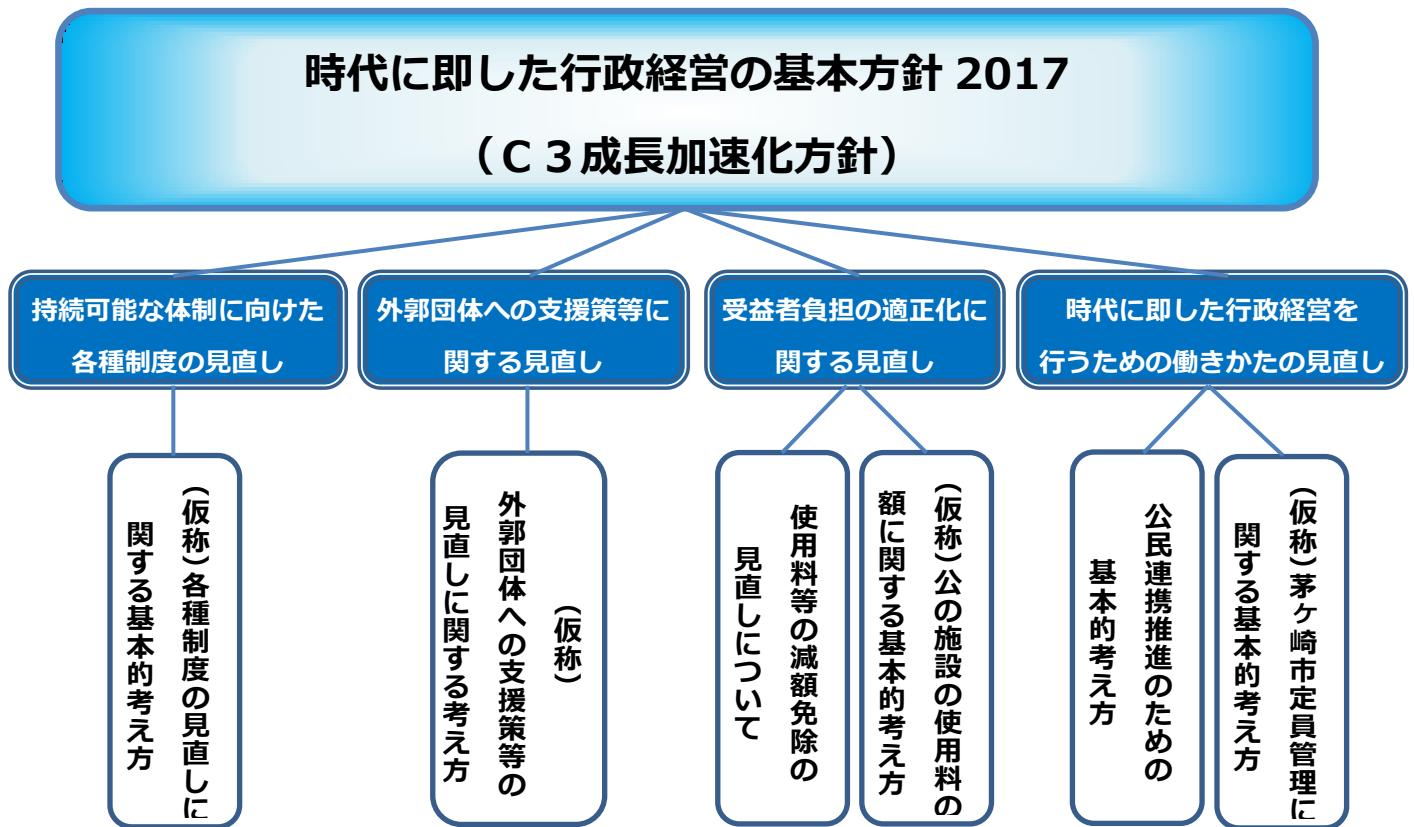 時代に即した行政経営の基本方針 2017
（C3成長加速化方針）
持続可能な体制に向けた
各種制度の見直し
外郭団体への支援策等に
関する見直し
受益者負担の適正化に
関する見直し
時代に即した行政経営を
行うための働きかたの見直し
（仮称）各種制度の見直しに
関する基本的考え方
（仮称）
外郭団体への支援策等の
見直しに関する考え方
使用料等の減額免除の
見直しについて
（仮称）公の施設の使用料の
額に関する基本的考え方
公民連携推進のための
基本的考え方
（仮称）茅ヶ崎市定員管理に
関する基本的考え方